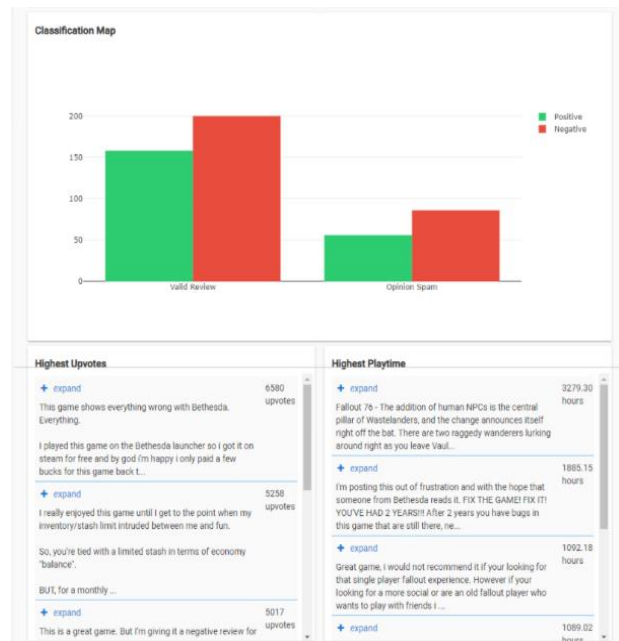 Classification Map
200
150
100
50
0
Valid Review
Opinion Spam
Positive
Negative
Highest Upvotes
+ expand
6580 upvotes
This game shows everything wrong with Bethesda.
Everything.
I played this game on the Bethesda launcher so i got it on
steam for free and by god i'm happy i only paid a few
bucks for this game back t...
+ expand
5258 upvotes
I really enjoyed this game until I get to the point when my
inventory/stash limit intruded between me and fun.
So, you're tied with a limited stash in terms of economy
"balance".
BUT, for a monthly ...
+ expand
5017 upvotes
This is a great game. But I'm giving it a negative review for
Highest Playtime
+ expand
3279.30 hours
Fallout 76 - The addition of human NPCs is the central
pillar of Wastelanders, and the change announces itself
right off the bat. There are two raggedy wanderers lurking
around right as you leave Vaul...
+ expand
1885.15 hours
I'm posting this out of frustration and with the hope that
someone from Bethesda reads it. FIX THE GAME! FIX IT!
YOU'VE HAD 2 YEARS!!! After 2 years you have bugs in
this game that are still there, ne...
+ expand
1092.18 hours
Great game, i would not recommend it if your looking for
that single player fallout experience. However if your
looking for a more social or are an old fallout player who
wants to play with friends i ...
+ expand
1089.02 hours